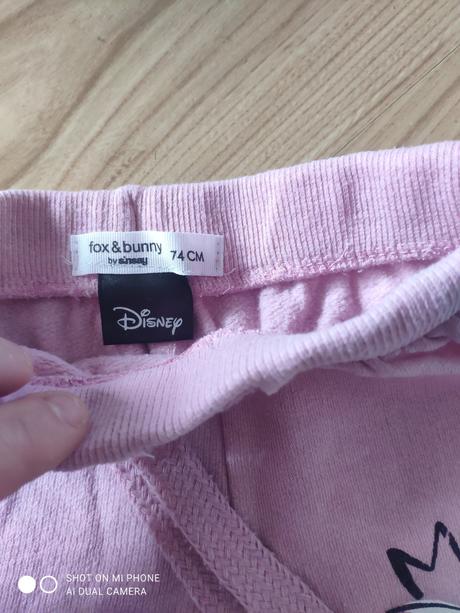 fox & bunny
by sinsay
74 CM
Disney
SHOT ON MI PHONE
AI DUAL CAMERA